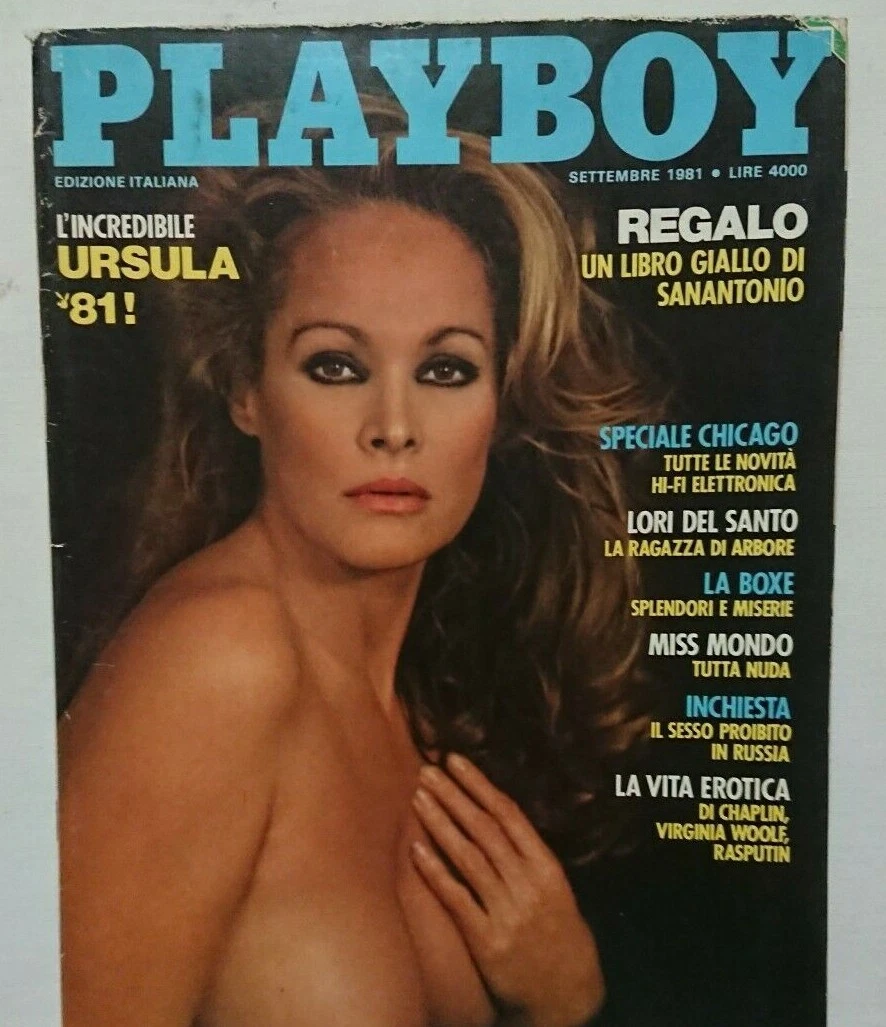 PLAYBOY
EDIZIONE ITALIANA
SETTEMBRE 1981 • LIRE 4000
L'INCREDIBILE
URSULA
'81!
REGALO
UN LIBRO GIALLO DI
SANANTONIO
SPECIALE CHICAGO
TUTTE LE NOVITÀ
HI-FI ELETTRONICA
LORI DEL SANTO
LA RAGAZZA DI ARBORE
LA BOXE
SPLENDORI E MISERIE
MISS MONDO
TUTTA NUDA
INCHIESTA
IL SESSO PROIBITO
IN RUSSIA
LA VITA EROTICA
DI CHAPLIN,
VIRGINIA WOOLF,
RASPUTIN